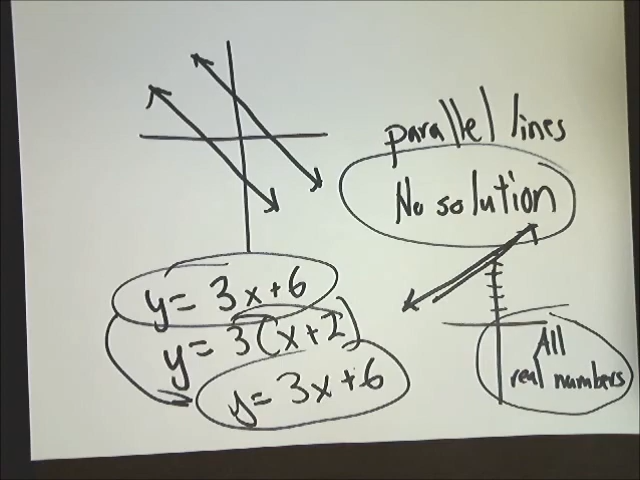 parallel lines
No solution
y = 3x+6
y = 3(x+2)
y = 3x+6
All
real numbers